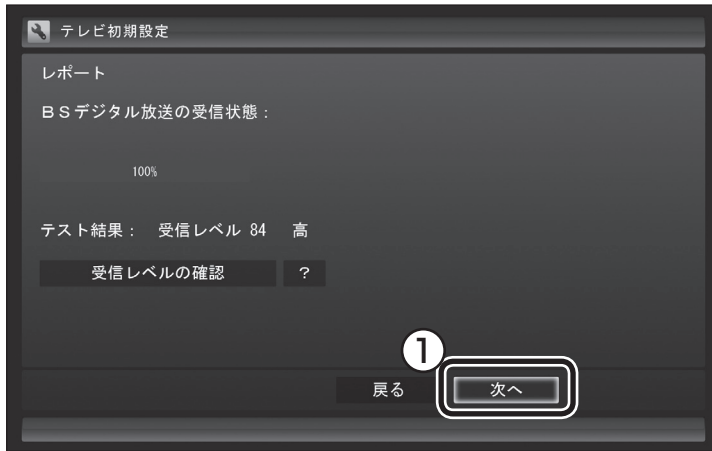 テレビ初期設定
レポート
BSデジタル放送の受信状態:
100%
テスト結果: 受信レベル 84 高
受信レベルの確認 ?
1
戻る 次へ